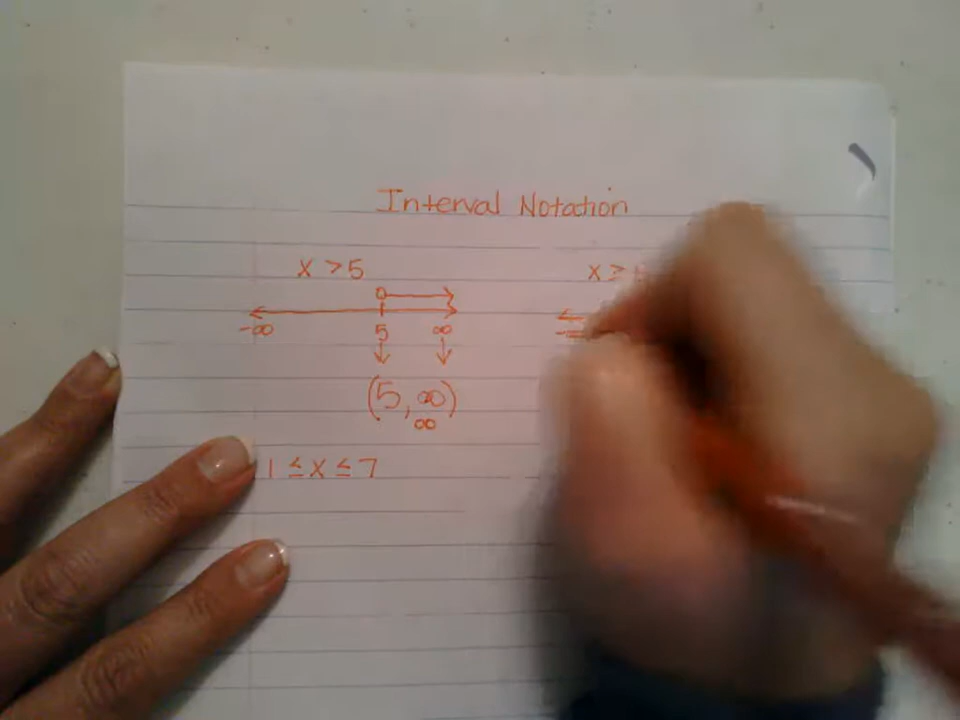 Interval Notation
x > 5
x ≥
-∞ 5 ∞
(5, ∞)
∞
1 ≤ x ≤ 7